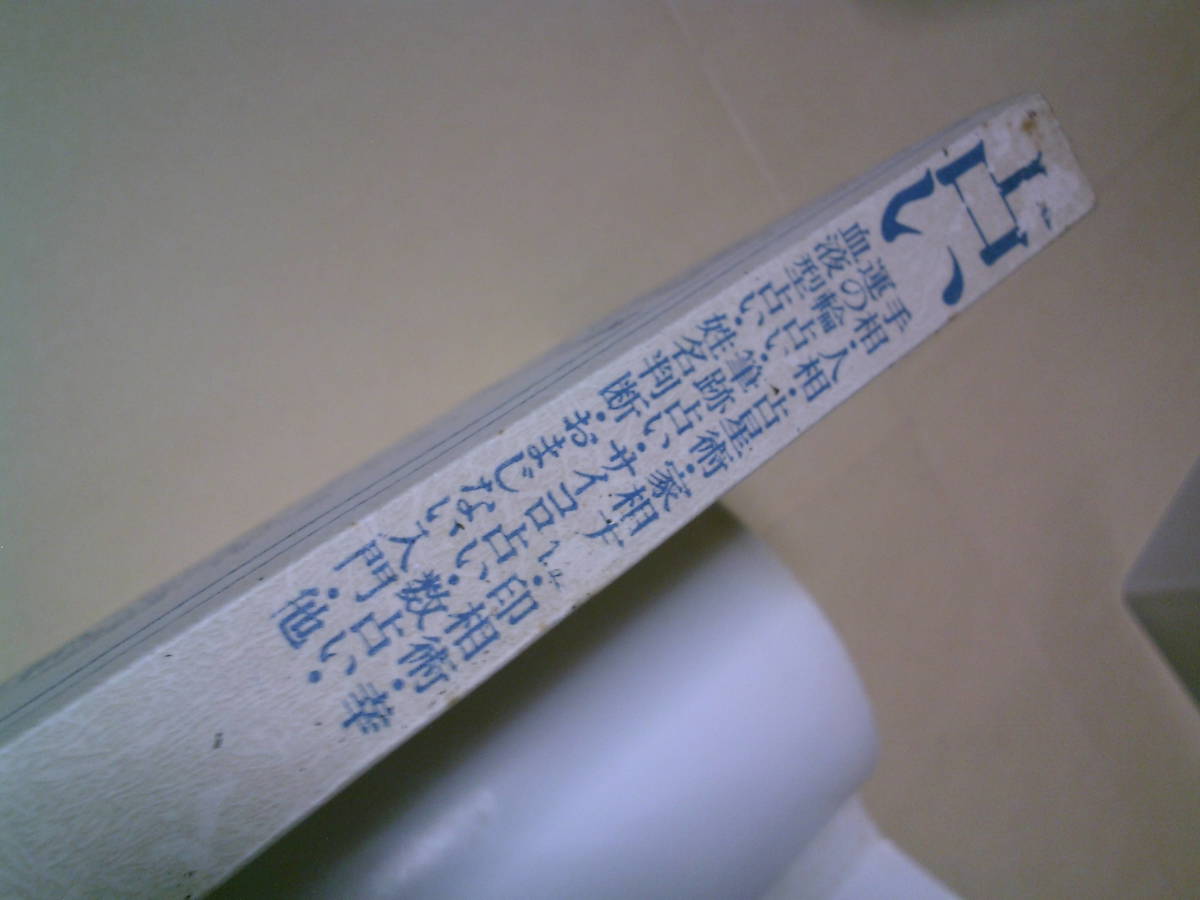 占い
手相・人相・占星術・家相・方 ・印相術・幸
運の輪占い・筆跡占い・サイコロ占い・数占い・
血液型占い・姓名判断・おまじない入門・他